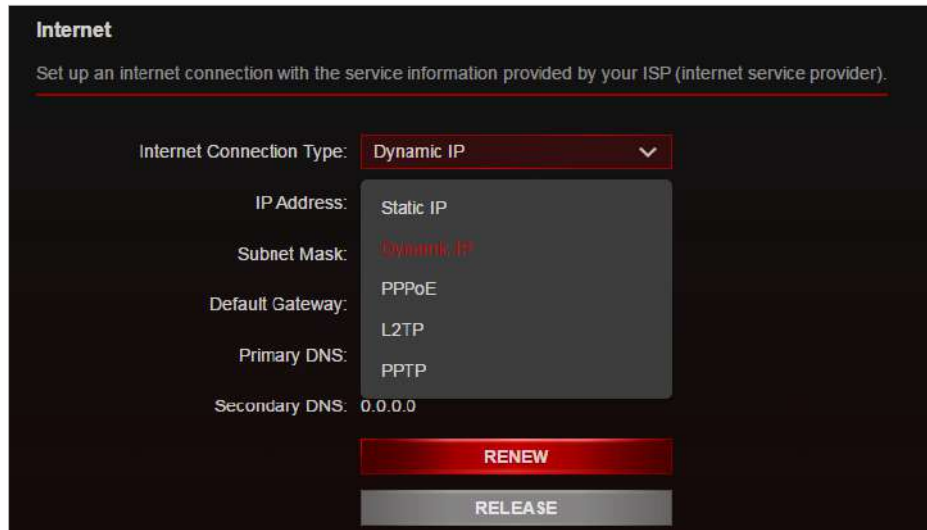 Internet
Set up an internet connection with the service information provided by your ISP (internet service provider).
Internet Connection Type: Dynamic IP
IP Address:
Static IP
Subnet Mask:
Dynamic IP
Default Gateway:
PPPoE
L2TP
Primary DNS:
PPTP
Secondary DNS: 0.0.0.0
RENEW
RELEASE